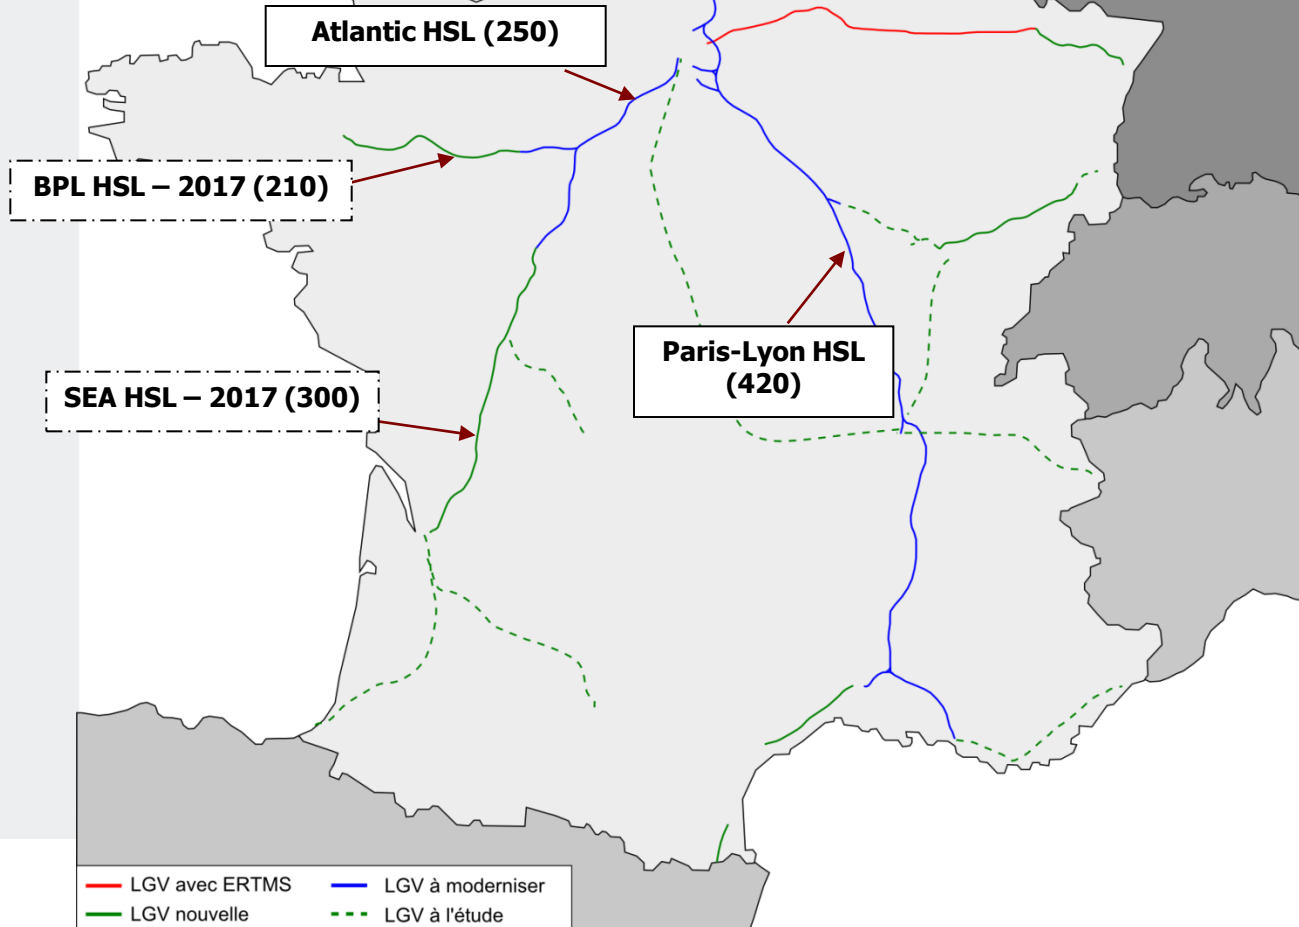 Atlantic HSL (250)
BPL HSL – 2017 (210)
Paris-Lyon HSL
(420)
SEA HSL – 2017 (300)
LGV avec ERTMS
LGV à moderniser
LGV nouvelle
LGV à l'étude